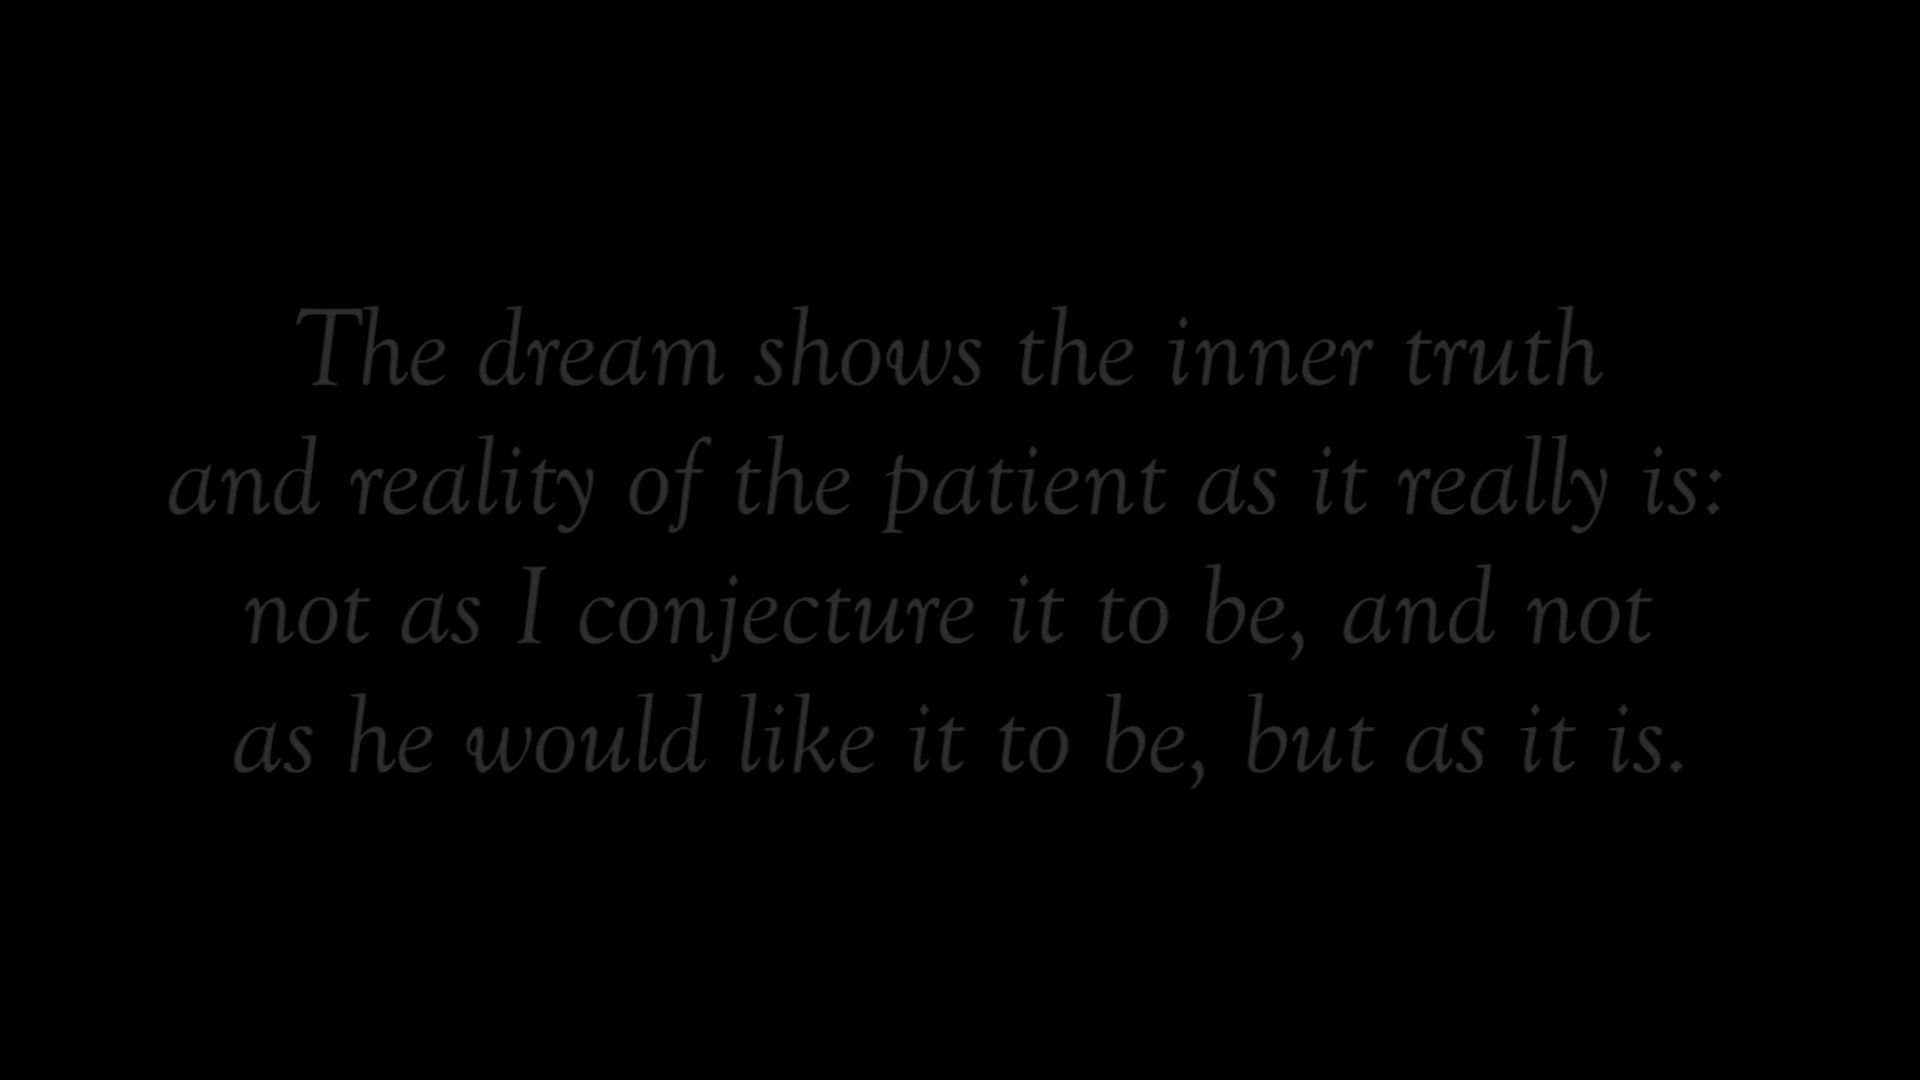 The dream shows the inner truth
and reality of the patient as it really is:
not as I conjecture it to be, and not
as he would like it to be, but as it is.